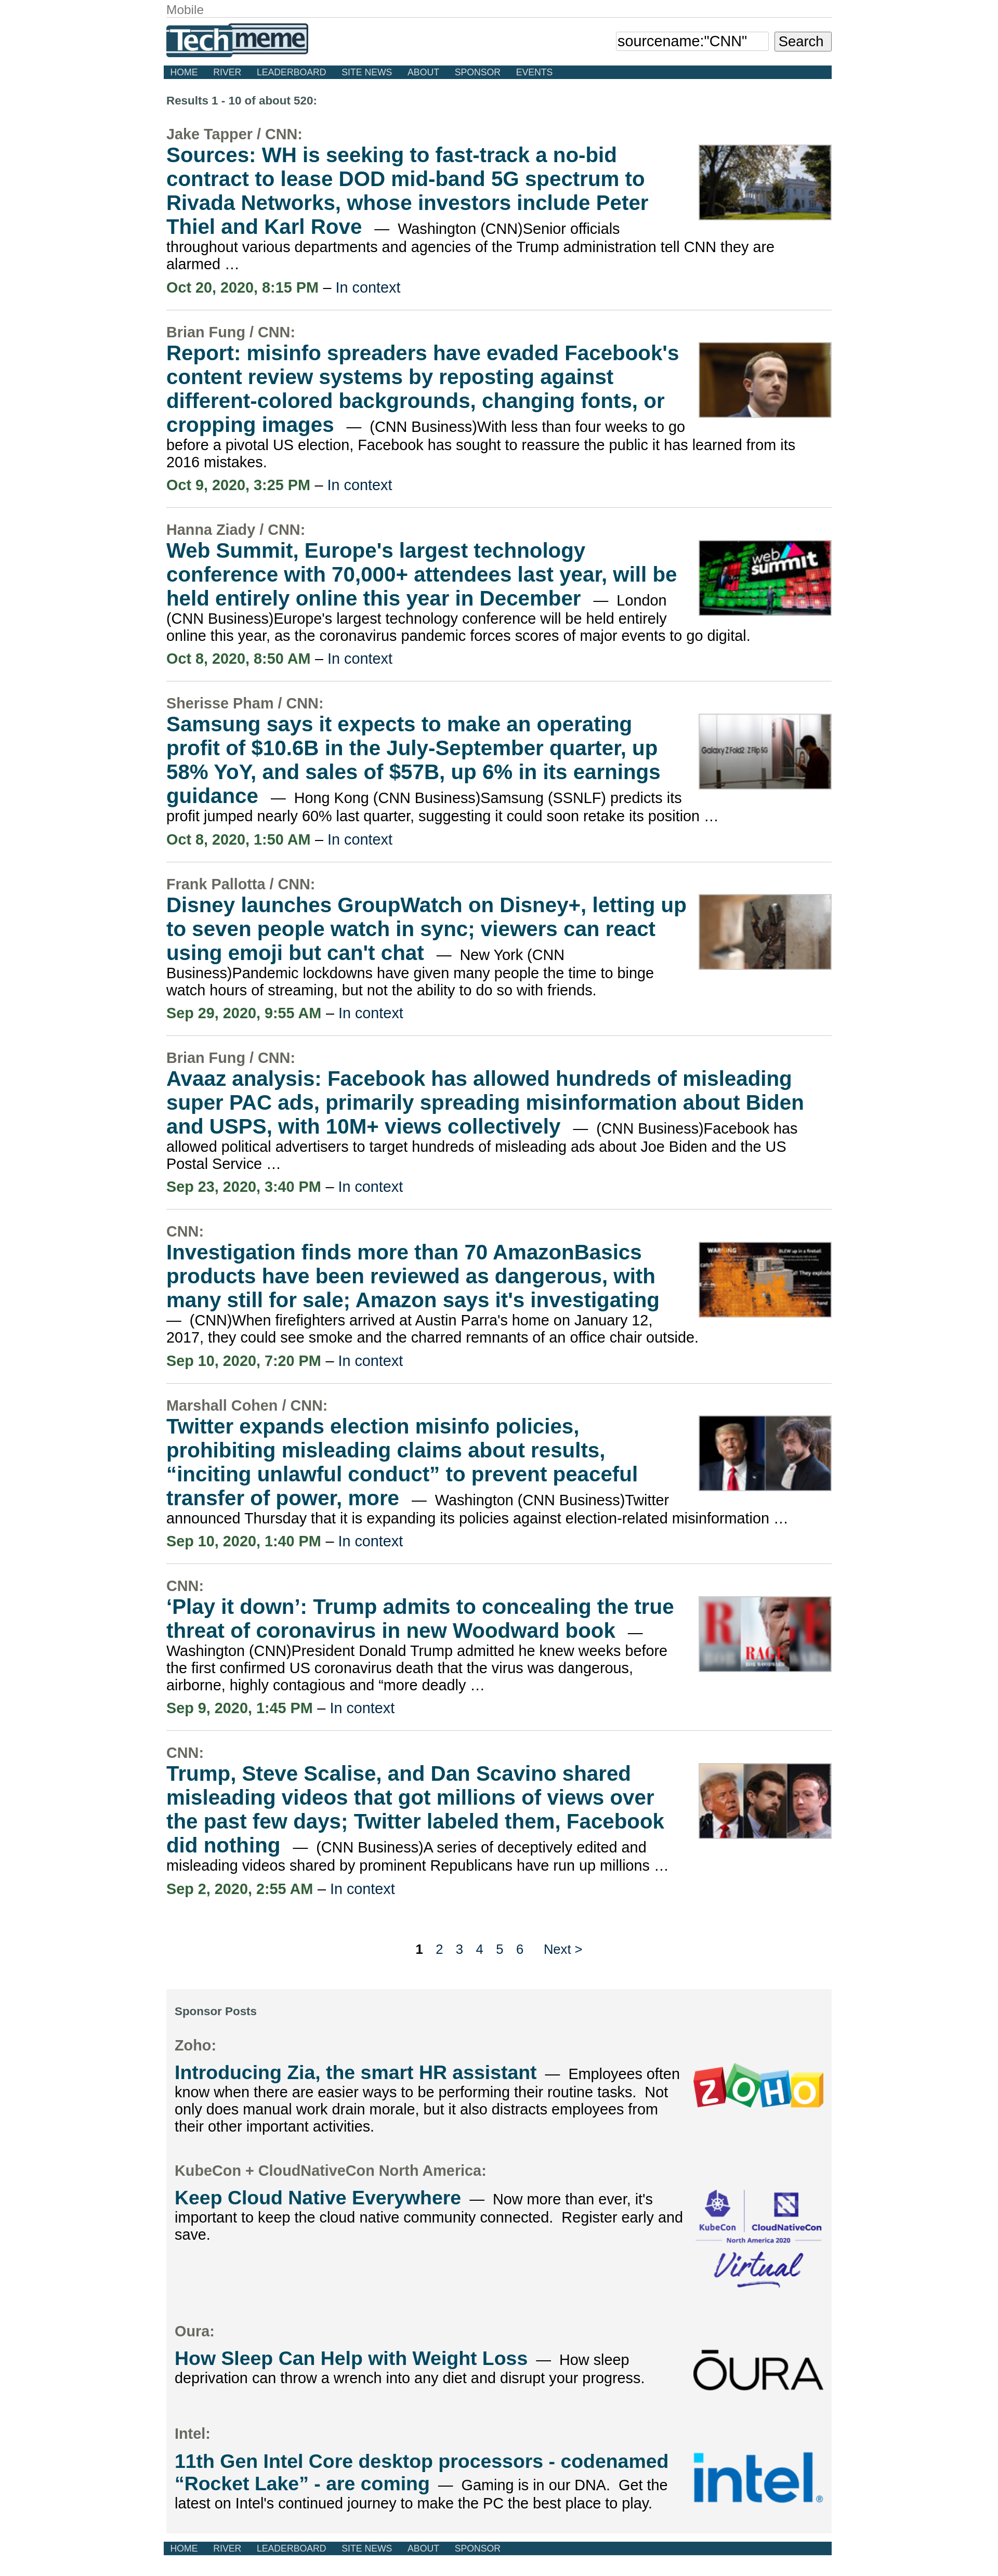 Mobile
Techmeme
sourcename:"CNN"
Search
HOME RIVER LEADERBOARD SITE NEWS ABOUT SPONSOR EVENTS
Results 1 - 10 of about 520:
Jake Tapper / CNN:
Sources: WH is seeking to fast-track a no-bid
contract to lease DOD mid-band 5G spectrum to
Rivada Networks, whose investors include Peter
Thiel and Karl Rove — Washington (CNN)Senior officials
throughout various departments and agencies of the Trump administration tell CNN they are
alarmed …
Oct 20, 2020, 8:15 PM – In context
Brian Fung / CNN:
Report: misinfo spreaders have evaded Facebook's
content review systems by reposting against
different-colored backgrounds, changing fonts, or
cropping images — (CNN Business)With less than four weeks to go
before a pivotal US election, Facebook has sought to reassure the public it has learned from its
2016 mistakes.
Oct 9, 2020, 3:25 PM – In context
Hanna Ziady / CNN:
Web Summit, Europe's largest technology
conference with 70,000+ attendees last year, will be
held entirely online this year in December — London
(CNN Business)Europe's largest technology conference will be held entirely
online this year, as the coronavirus pandemic forces scores of major events to go digital.
web
summit
Oct 8, 2020, 8:50 AM – In context
Sherisse Pham / CNN:
Samsung says it expects to make an operating
profit of $10.6B in the July-September quarter, up
58% YoY, and sales of $57B, up 6% in its earnings
guidance — Hong Kong (CNN Business)Samsung (SSNLF) predicts its
profit jumped nearly 60% last quarter, suggesting it could soon retake its position …
Galaxy Z Fold2 Z Flip 5G
Oct 8, 2020, 1:50 AM – In context
Frank Pallotta / CNN:
Disney launches GroupWatch on Disney+, letting up
to seven people watch in sync; viewers can react
using emoji but can't chat — New York (CNN
Business)Pandemic lockdowns have given many people the time to binge
watch hours of streaming, but not the ability to do so with friends.
Sep 29, 2020, 9:55 AM – In context
Brian Fung / CNN:
Avaaz analysis: Facebook has allowed hundreds of misleading
super PAC ads, primarily spreading misinformation about Biden
and USPS, with 10M+ views collectively — (CNN Business)Facebook has
allowed political advertisers to target hundreds of misleading ads about Joe Biden and the US
Postal Service …
Sep 23, 2020, 3:40 PM – In context
CNN:
Investigation finds more than 70 AmazonBasics
products have been reviewed as dangerous, with
many still for sale; Amazon says it's investigating
— (CNN)When firefighters arrived at Austin Parra's home on January 12,
2017, they could see smoke and the charred remnants of an office chair outside.
WARNING
BLEW up in a fireball
! They explode
Sep 10, 2020, 7:20 PM – In context
Marshall Cohen / CNN:
Twitter expands election misinfo policies,
prohibiting misleading claims about results,
“inciting unlawful conduct” to prevent peaceful
transfer of power, more — Washington (CNN Business)Twitter
announced Thursday that it is expanding its policies against election-related misinformation …
Sep 10, 2020, 1:40 PM – In context
CNN:
‘Play it down’: Trump admits to concealing the true
threat of coronavirus in new Woodward book —
Washington (CNN)President Donald Trump admitted he knew weeks before
the first confirmed US coronavirus death that the virus was dangerous,
airborne, highly contagious and “more deadly …
RAGE
Sep 9, 2020, 1:45 PM – In context
CNN:
Trump, Steve Scalise, and Dan Scavino shared
misleading videos that got millions of views over
the past few days; Twitter labeled them, Facebook
did nothing — (CNN Business)A series of deceptively edited and
misleading videos shared by prominent Republicans have run up millions …
Sep 2, 2020, 2:55 AM – In context
1 2 3 4 5 6 Next >
Sponsor Posts
Zoho:
Introducing Zia, the smart HR assistant — Employees often
know when there are easier ways to be performing their routine tasks. Not
only does manual work drain morale, but it also distracts employees from
their other important activities.
ZOHO
KubeCon + CloudNativeCon North America:
Keep Cloud Native Everywhere — Now more than ever, it's
important to keep the cloud native community connected. Register early and
save.
KubeCon CloudNativeCon
North America 2020
Virtual
Oura:
How Sleep Can Help with Weight Loss — How sleep
deprivation can throw a wrench into any diet and disrupt your progress.
ŌURA
Intel:
11th Gen Intel Core desktop processors - codenamed
“Rocket Lake” - are coming — Gaming is in our DNA. Get the
latest on Intel's continued journey to make the PC the best place to play.
intel®
HOME RIVER LEADERBOARD SITE NEWS ABOUT SPONSOR